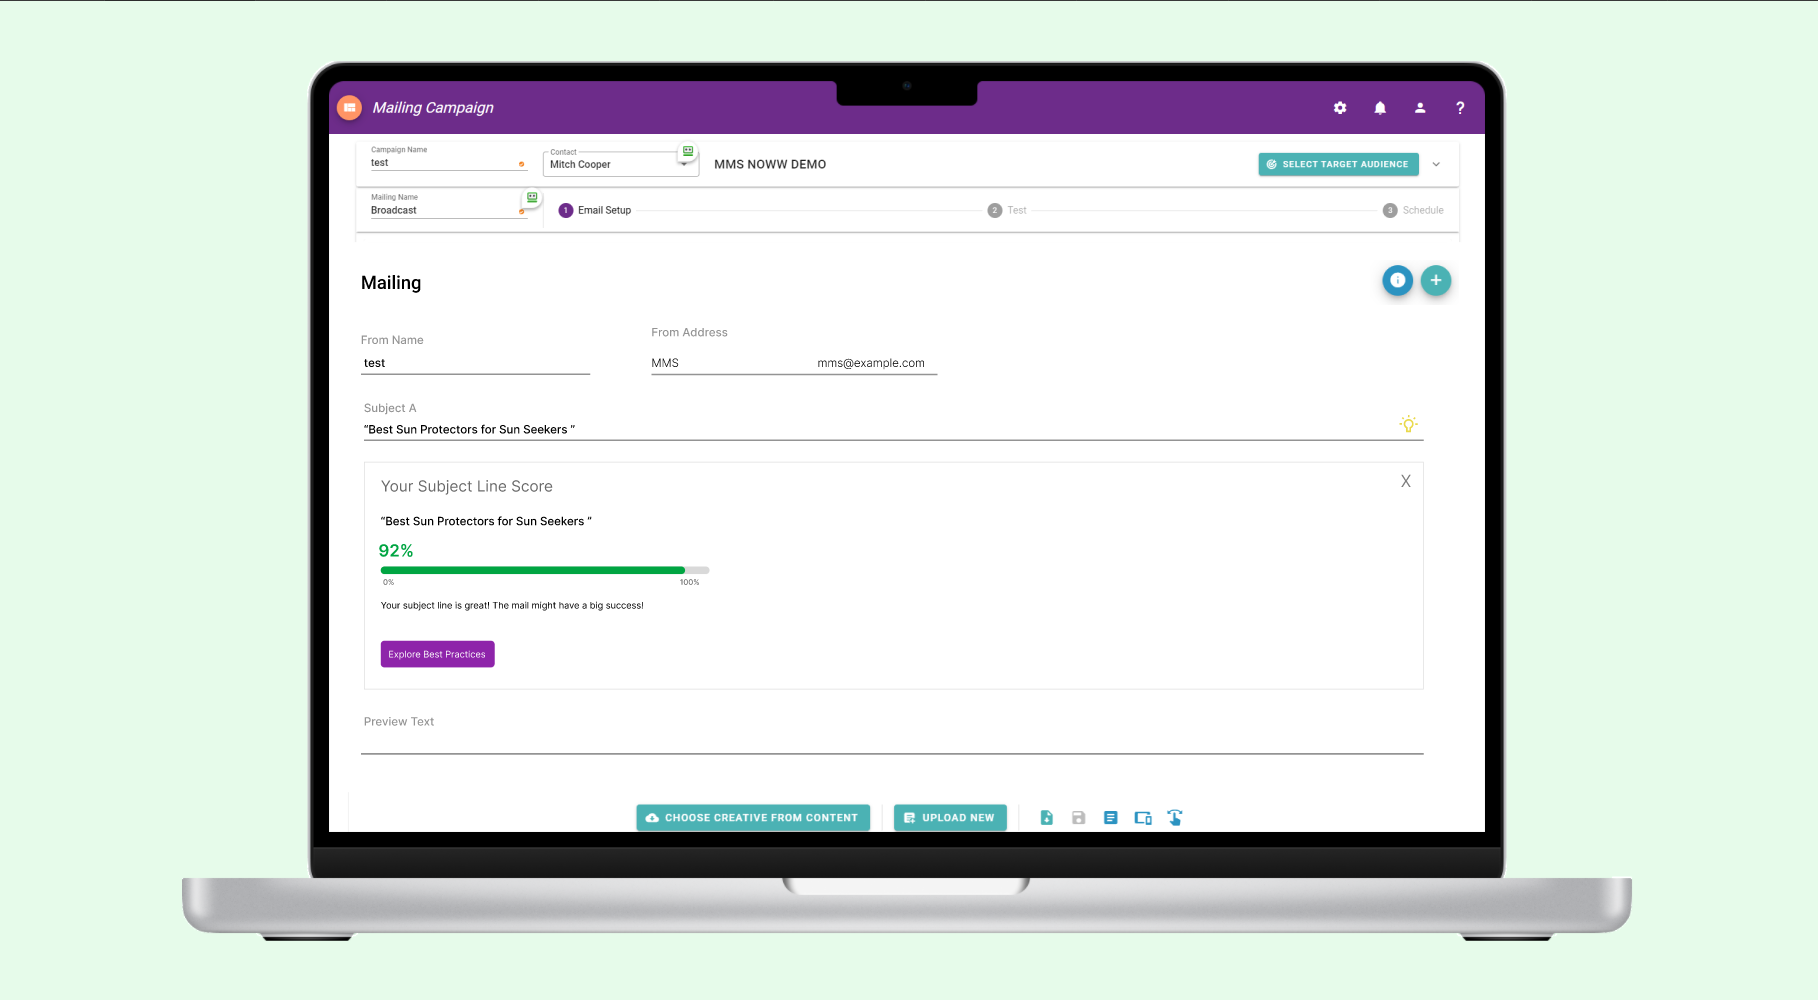 Mailing Campaign
?
Campaign Name
test
Contact
Mitch Cooper
MMS NOWW DEMO
SELECT TARGET AUDIENCE
Mailing Name
Broadcast
1 Email Setup
2 Test
3 Schedule
Mailing
From Name
From Address
test
MMS mms@example.com
Subject A
“Best Sun Protectors for Sun Seekers ”
Your Subject Line Score
X
“Best Sun Protectors for Sun Seekers ”
92%
0% 100%
Your subject line is great! The mail might have a big success!
Explore Best Practices
Preview Text
CHOOSE CREATIVE FROM CONTENT
UPLOAD NEW